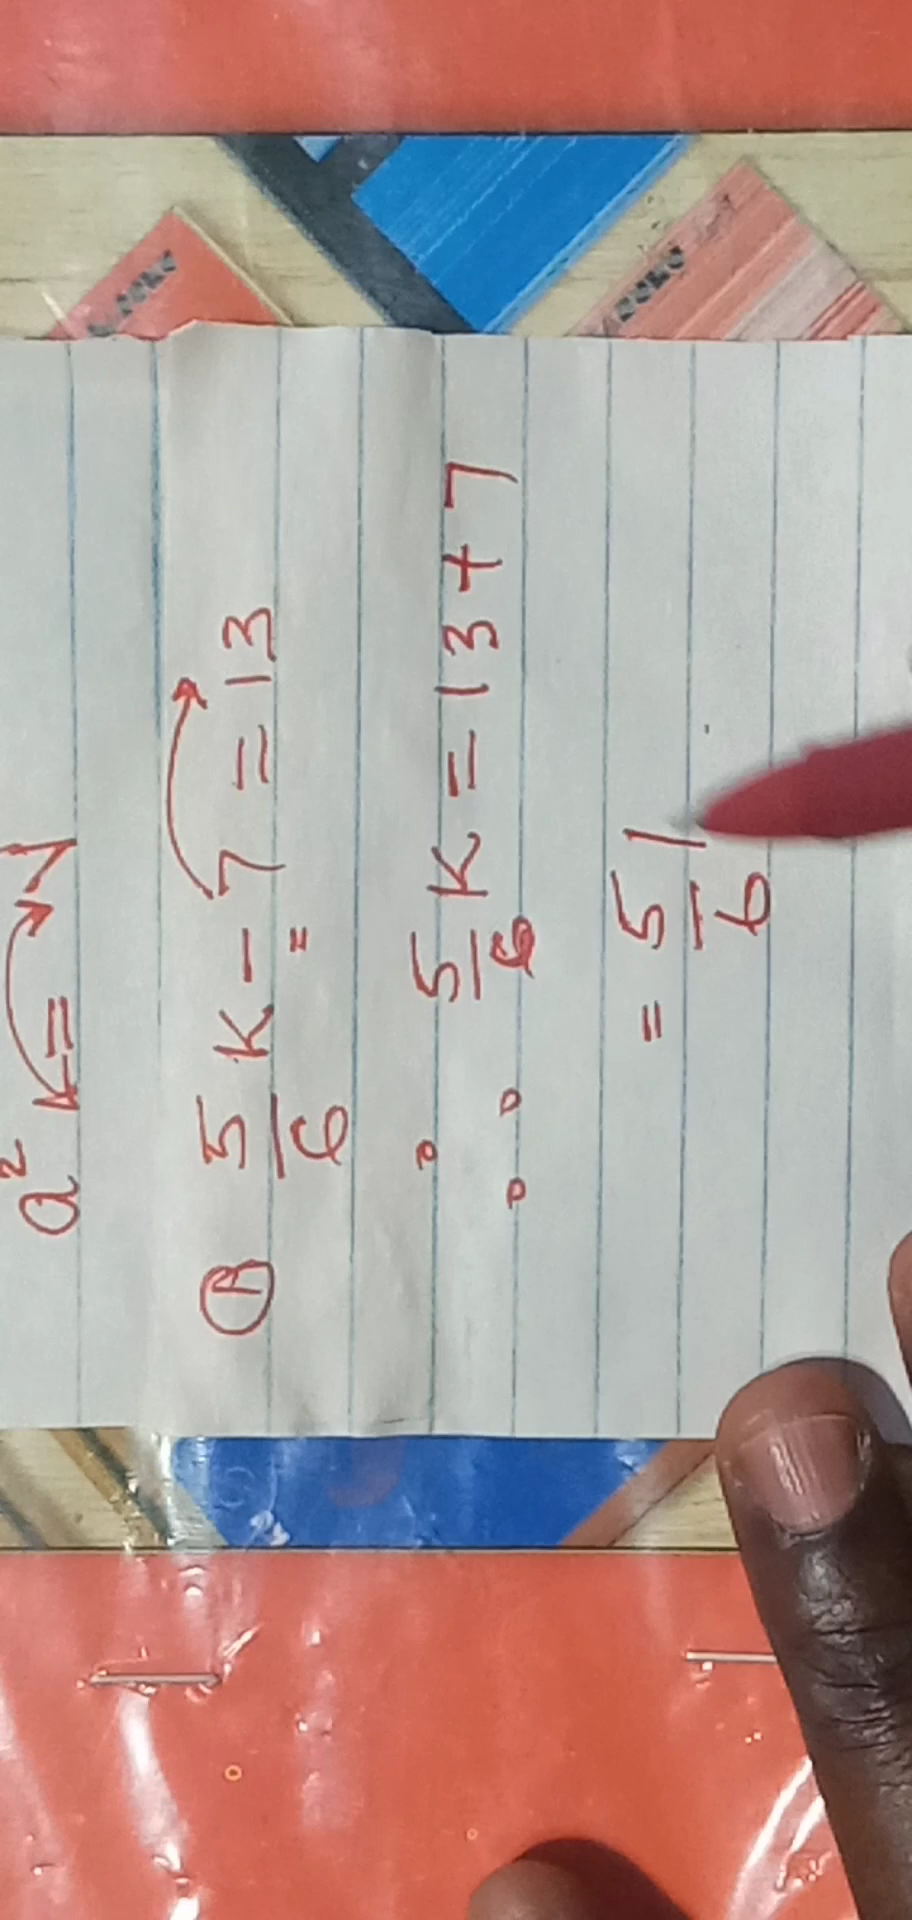 a² k = y
Ⓡ 5/6 k - 7 = 13
∴ 5/6 k = 13 + 7
= 5/6